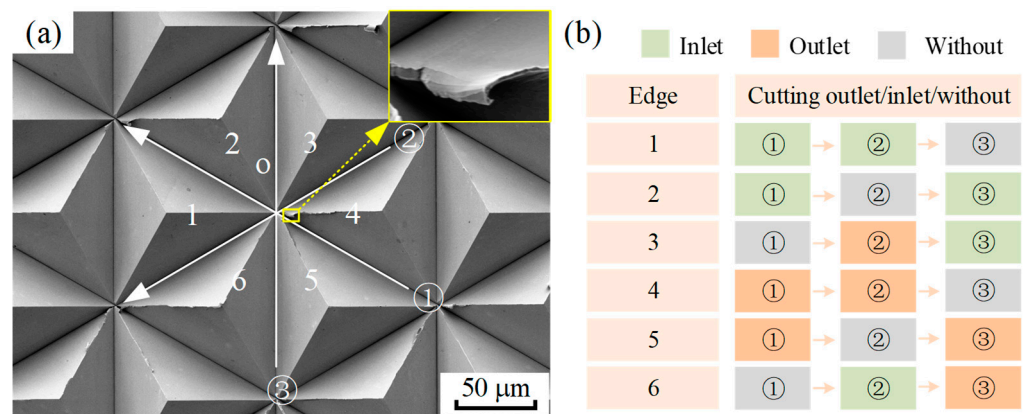 (a)
2
3
②
o
1
4
6
5
①
③
50 μm
(b)
Inlet Outlet Without
Edge Cutting outlet/inlet/without
1 ① ② ③
2 ① ② ③
3 ① ② ③
4 ① ② ③
5 ① ② ③
6 ① ② ③